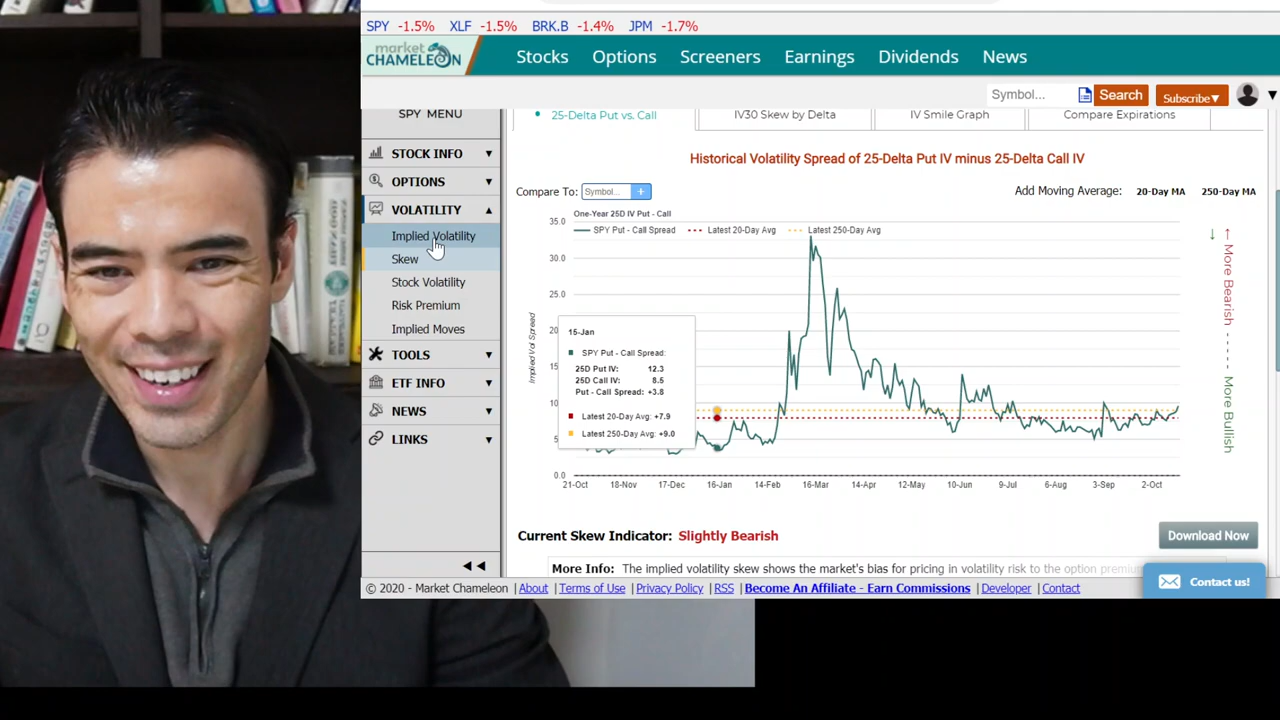 SPY -1.5% XLF -1.5% BRK.B -1.4% JPM -1.7%
market CHAMELEON
Stocks Options Screeners Earnings Dividends News
Symbol... Search Subscribe▼ ▼
SPY MENU
STOCK INFO ▼
OPTIONS ▼
VOLATILITY ▲
Implied Volatility
Skew
Stock Volatility
Risk Premium
Implied Moves
TOOLS ▼
ETF INFO ▼
NEWS ▼
LINKS ▼
◄◄
• 25-Delta Put vs. Call IV30 Skew by Delta IV Smile Graph Compare Expirations
Historical Volatility Spread of 25-Delta Put IV minus 25-Delta Call IV
Compare To: Symbol... + Add Moving Average: 20-Day MA 250-Day MA
One-Year 25D IV Put - Call
SPY Put - Call Spread Latest 20-Day Avg Latest 250-Day Avg
35.0
30.0
25.0
20
15
10
5
0.0
Implied Vol Spread
15-Jan
SPY Put - Call Spread:
25D Put IV: 12.3
25D Call IV: 8.5
Put - Call Spread: +3.8
Latest 20-Day Avg: +7.9
Latest 250-Day Avg: +9.0
21-Oct 18-Nov 17-Dec 16-Jan 14-Feb 16-Mar 14-Apr 12-May 10-Jun 9-Jul 6-Aug 3-Sep 2-Oct
← More Bearish - - - - - More Bullish →
Current Skew Indicator: Slightly Bearish
Download Now
More Info: The implied volatility skew shows the market's bias for pricing in volatility risk to the option premium
Contact us!
© 2020 - Market Chameleon | About | Terms of Use | Privacy Policy | RSS | Become An Affiliate - Earn Commissions | Developer | Contact